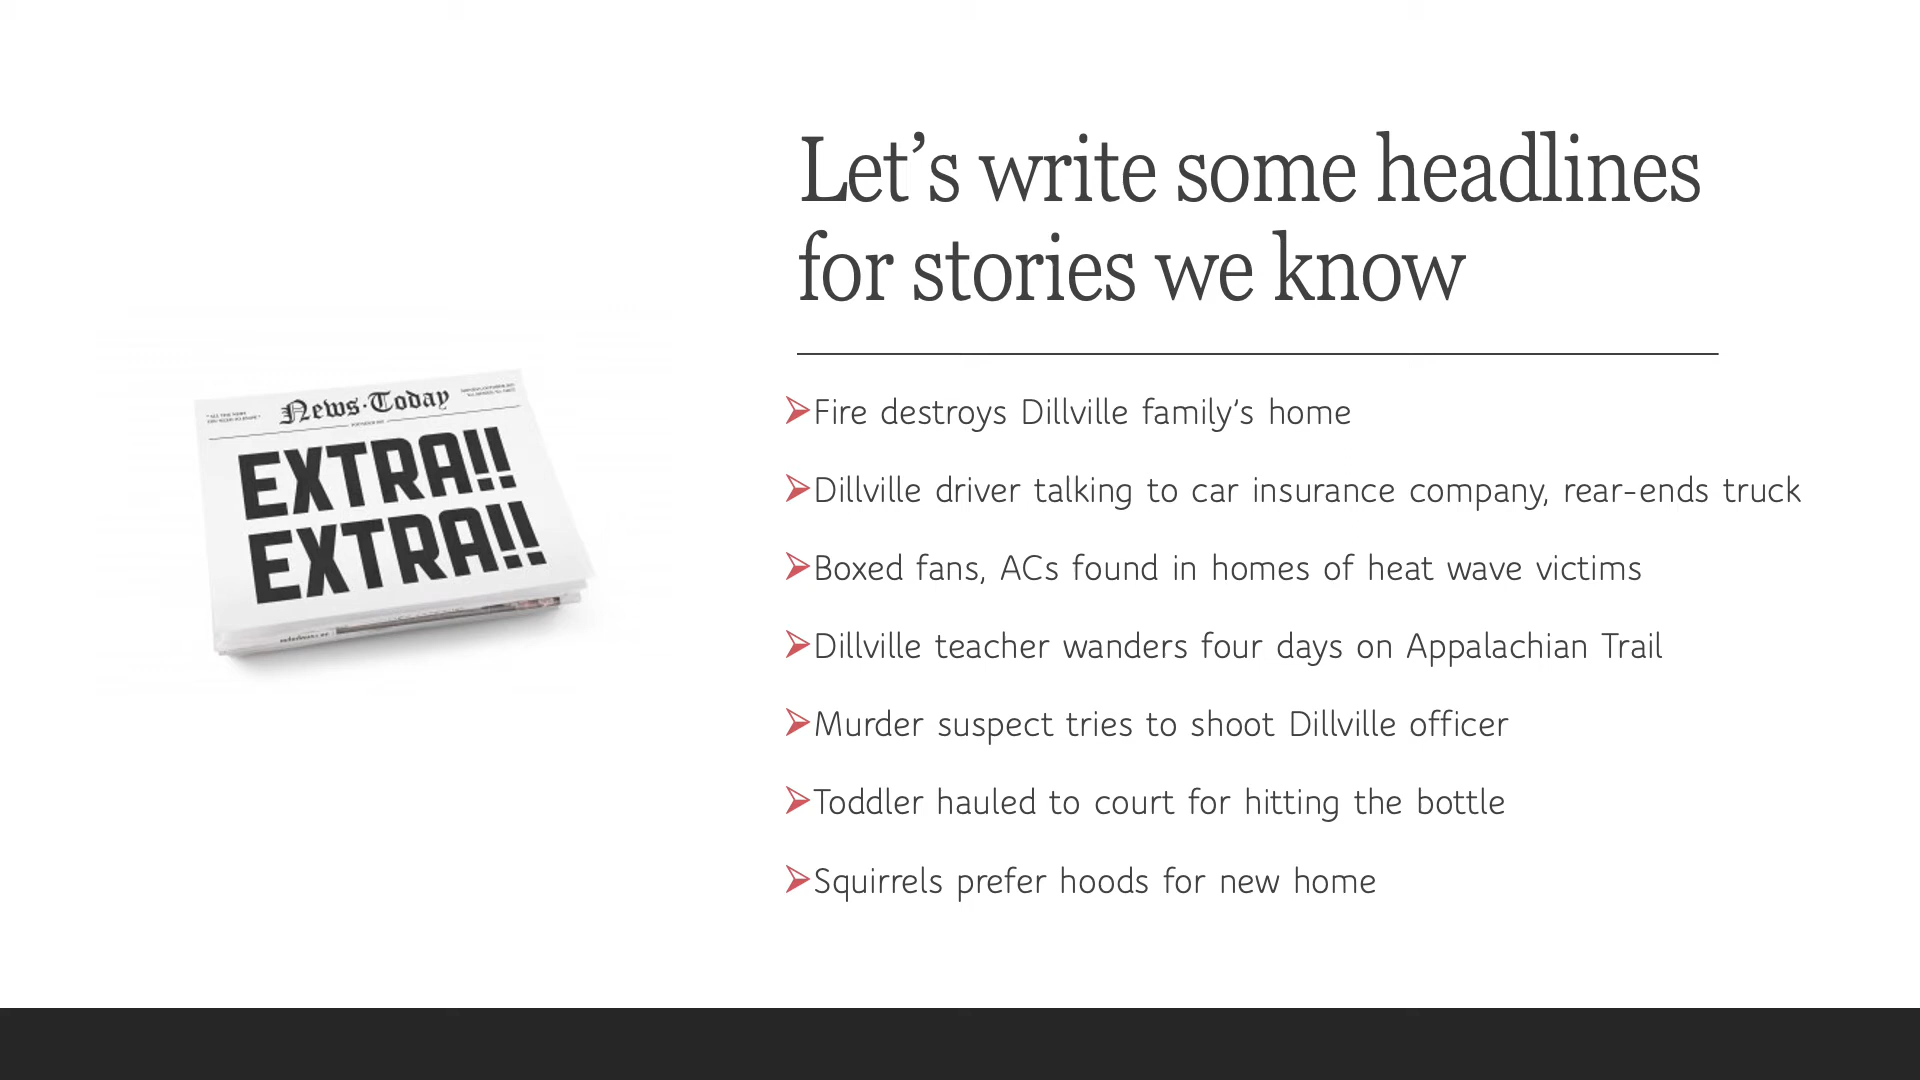 Let’s write some headlines
for stories we know
News·Today
EXTRA!!
EXTRA!!
Fire destroys Dillville family’s home
Dillville driver talking to car insurance company, rear-ends truck
Boxed fans, ACs found in homes of heat wave victims
Dillville teacher wanders four days on Appalachian Trail
Murder suspect tries to shoot Dillville officer
Toddler hauled to court for hitting the bottle
Squirrels prefer hoods for new home